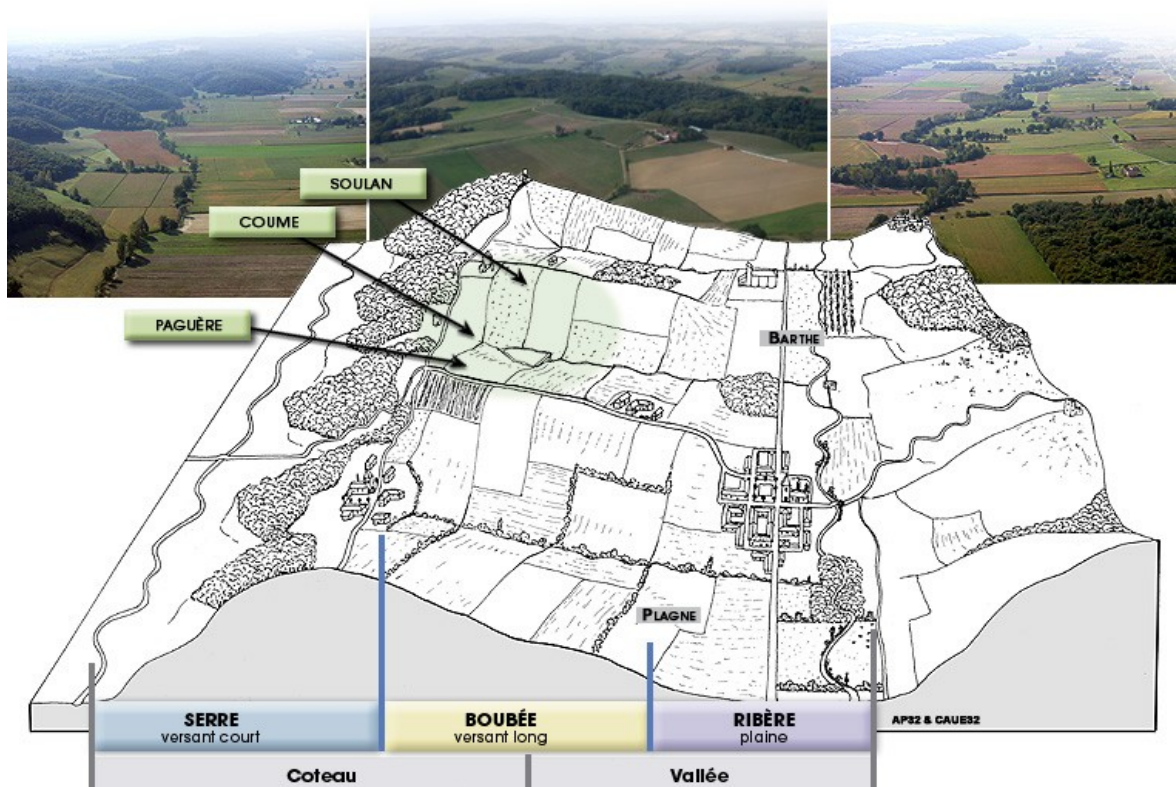 SOULAN
COUME
PAGUÈRE
BARTHE
PLAGNE
AP32 & CAUE32
SERRE
versant court
BOUBÉE
versant long
RIBÈRE
plaine
Coteau
Vallée